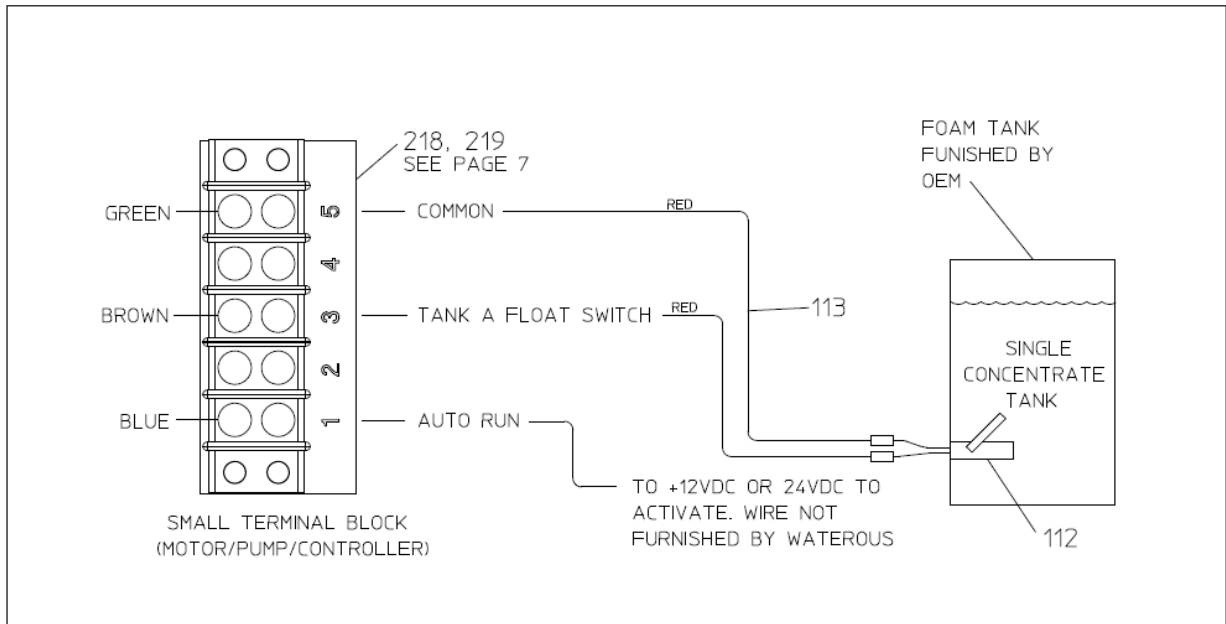 218, 219
SEE PAGE 7
FOAM TANK
FUNISHED BY
OEM
GREEN
5
COMMON
RED
4
BROWN
3
TANK A FLOAT SWITCH
RED
113
SINGLE
CONCENTRATE
TANK
2
BLUE
1
AUTO RUN
TO +12VDC OR 24VDC TO
ACTIVATE. WIRE NOT
FURNISHED BY WATEROUS
112
SMALL TERMINAL BLOCK
(MOTOR/PUMP/CONTROLLER)